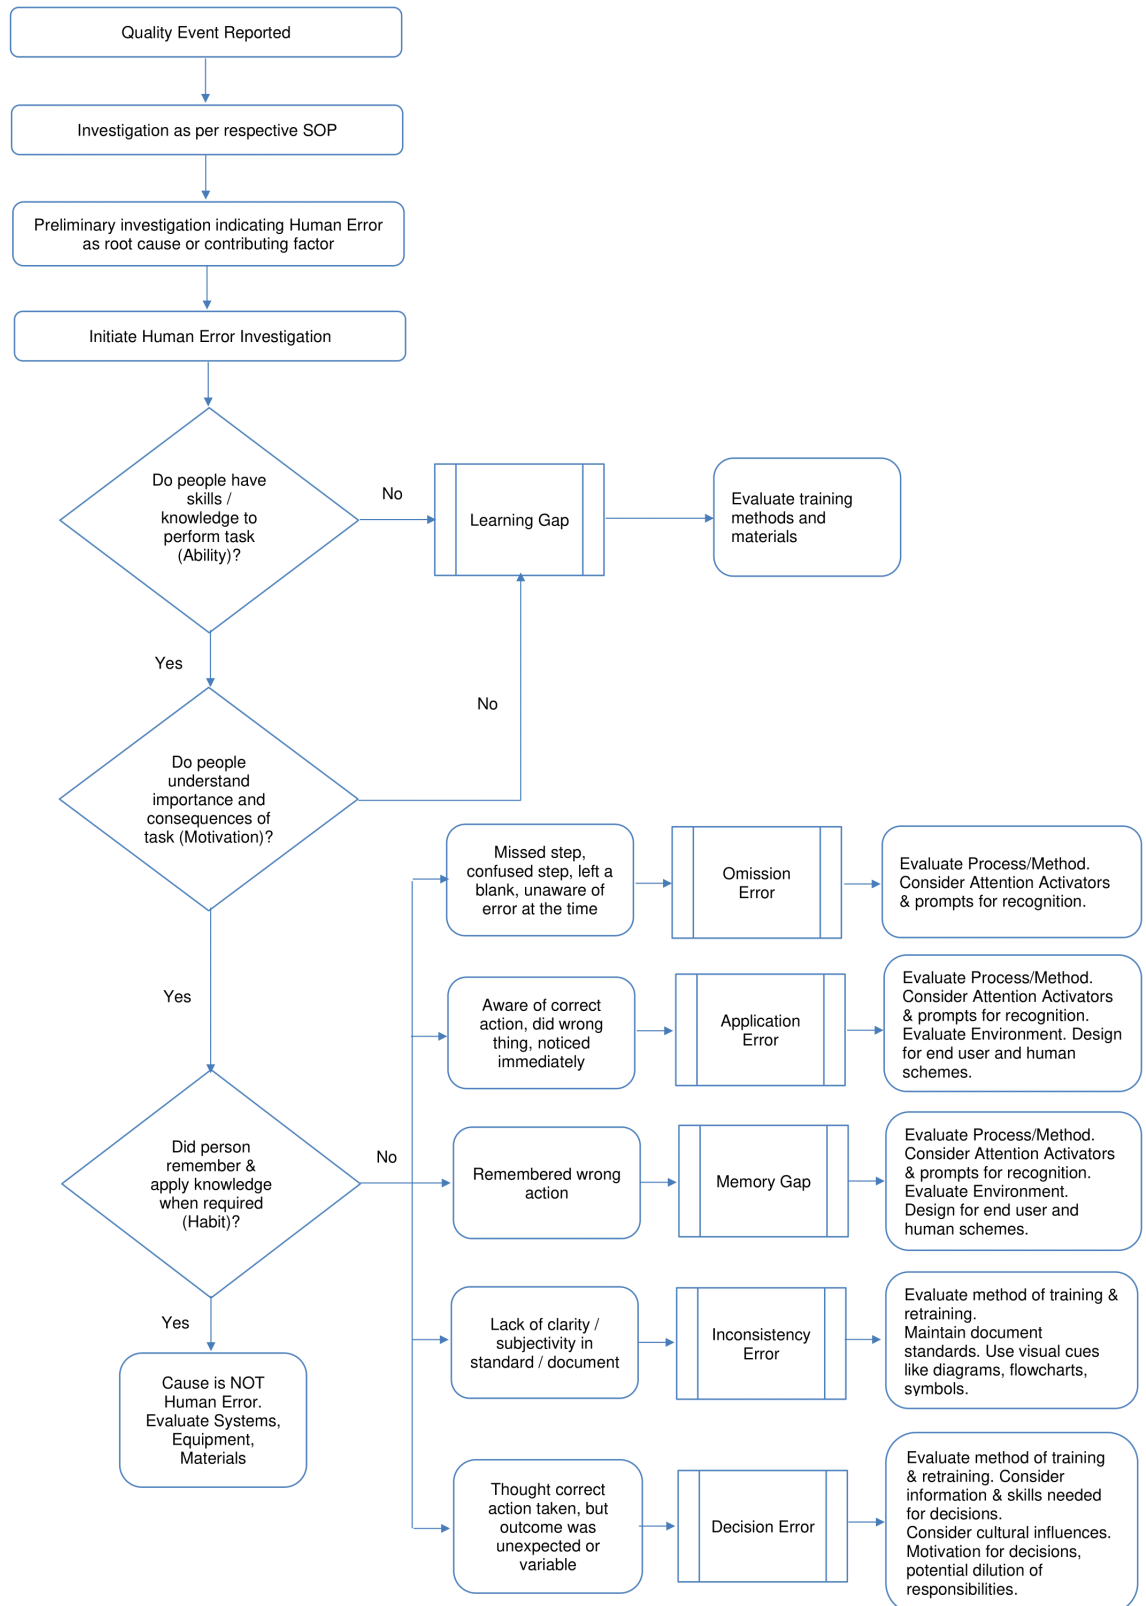 Quality Event Reported
Investigation as per respective SOP
Preliminary investigation indicating Human Error
as root cause or contributing factor
Initiate Human Error Investigation
Do people have
skills /
knowledge to
perform task
(Ability)?
No
Learning Gap
Evaluate training
methods and
materials
Yes
Do people
understand
importance and
consequences of
task (Motivation)?
No
Yes
Did person
remember &
apply knowledge
when required
(Habit)?
No
Yes
Cause is NOT
Human Error.
Evaluate Systems,
Equipment,
Materials
Missed step,
confused step, left a
blank, unaware of
error at the time
Omission
Error
Evaluate Process/Method.
Consider Attention Activators
& prompts for recognition.
Aware of correct
action, did wrong
thing, noticed
immediately
Application
Error
Evaluate Process/Method.
Consider Attention Activators
& prompts for recognition.
Evaluate Environment. Design
for end user and human
schemes.
Remembered wrong
action
Memory Gap
Evaluate Process/Method.
Consider Attention Activators
& prompts for recognition.
Evaluate Environment.
Design for end user and
human schemes.
Lack of clarity /
subjectivity in
standard / document
Inconsistency
Error
Evaluate method of training &
retraining.
Maintain document
standards. Use visual cues
like diagrams, flowcharts,
symbols.
Thought correct
action taken, but
outcome was
unexpected or
variable
Decision Error
Evaluate method of training
& retraining. Consider
information & skills needed
for decisions.
Consider cultural influences.
Motivation for decisions,
potential dilution of
responsibilities.